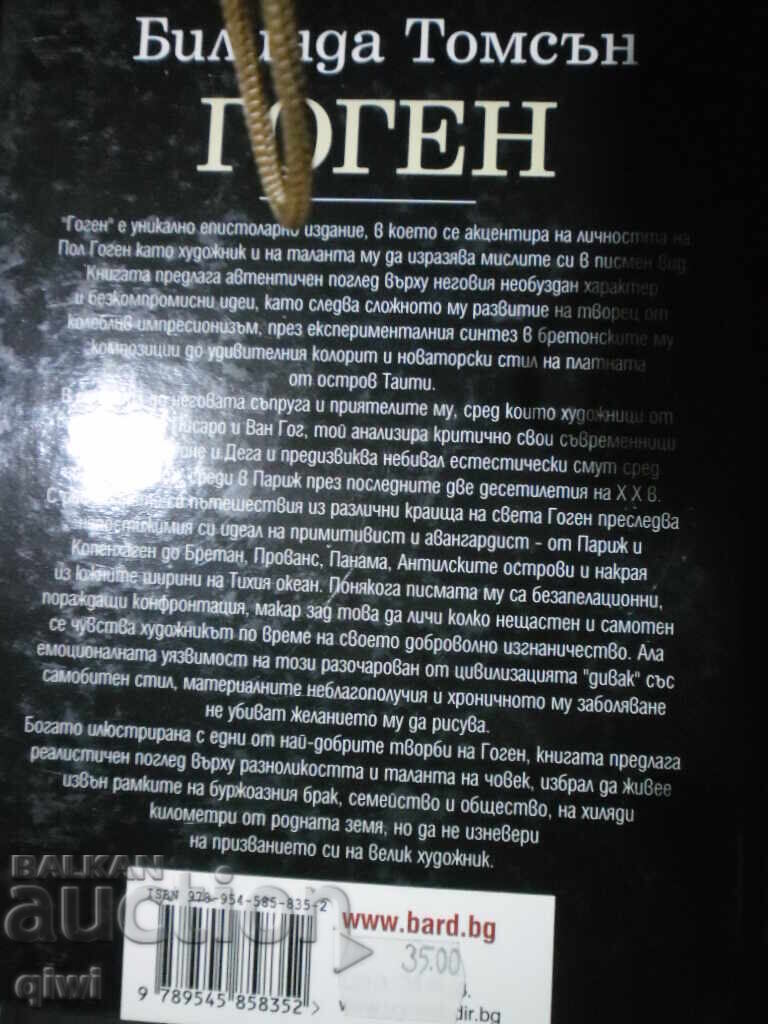 Билинда Томсън
ГОГЕН
"Гоген" е уникално епистоларно издание, в което се акцентира на личността на
Пол Гоген като художник и на таланта му да изразява мислите си в писмен вид.
Книгата предлага автентичен поглед върху неговия необуздан характер
и безкомпромисни идеи, като следва сложното му развитие на творец от
колеблив импресионизъм, през експерименталния синтез в бретонските му
композиции до удивителния колорит и новаторски стил на платната
от остров Таити.
В до неговата съпруга и приятелите му, сред които художници от
Писаро и Ван Гог, той анализира критично свои съвременници
и Дега и предизвиква небивал естестически смут сред
среди в Париж през последните две десетилетия на X X в.
пътешествия из различни краища на света Гоген преследва
непостижимия си идеал на примитивист и авангардист - от Париж и
Копенхаген до Бретан, Прованс, Панама, Антилските острови и накрая
из южните ширини на Тихия океан. Понякога писмата му са безапелационни,
пораждащи конфронтация, макар зад това да личи колко нещастен и самотен
се чувства художникът по време на своето доброволно изгнаничество. Ала
емоционалната уязвимост на този разочарован от цивилизацията "дивак" със
самобитен стил, материалните неблагополучия и хроничното му заболяване
не убиват желанието му да рисува.
Богато илюстрирана с едни от най-добрите творби на Гоген, книгата предлага
реалистичен поглед върху разноликостта и таланта на човек, избрал да живее
извън рамките на буржоазния брак, семейство и общество, на хиляди
километри от родната земя, но да не изневери
на призванието си на велик художник.
BALKAN
auction
qiwi
ISBN 978-954-585-835-2
9 789545 858352 >
www.bard.bg
35.00
dir.bg